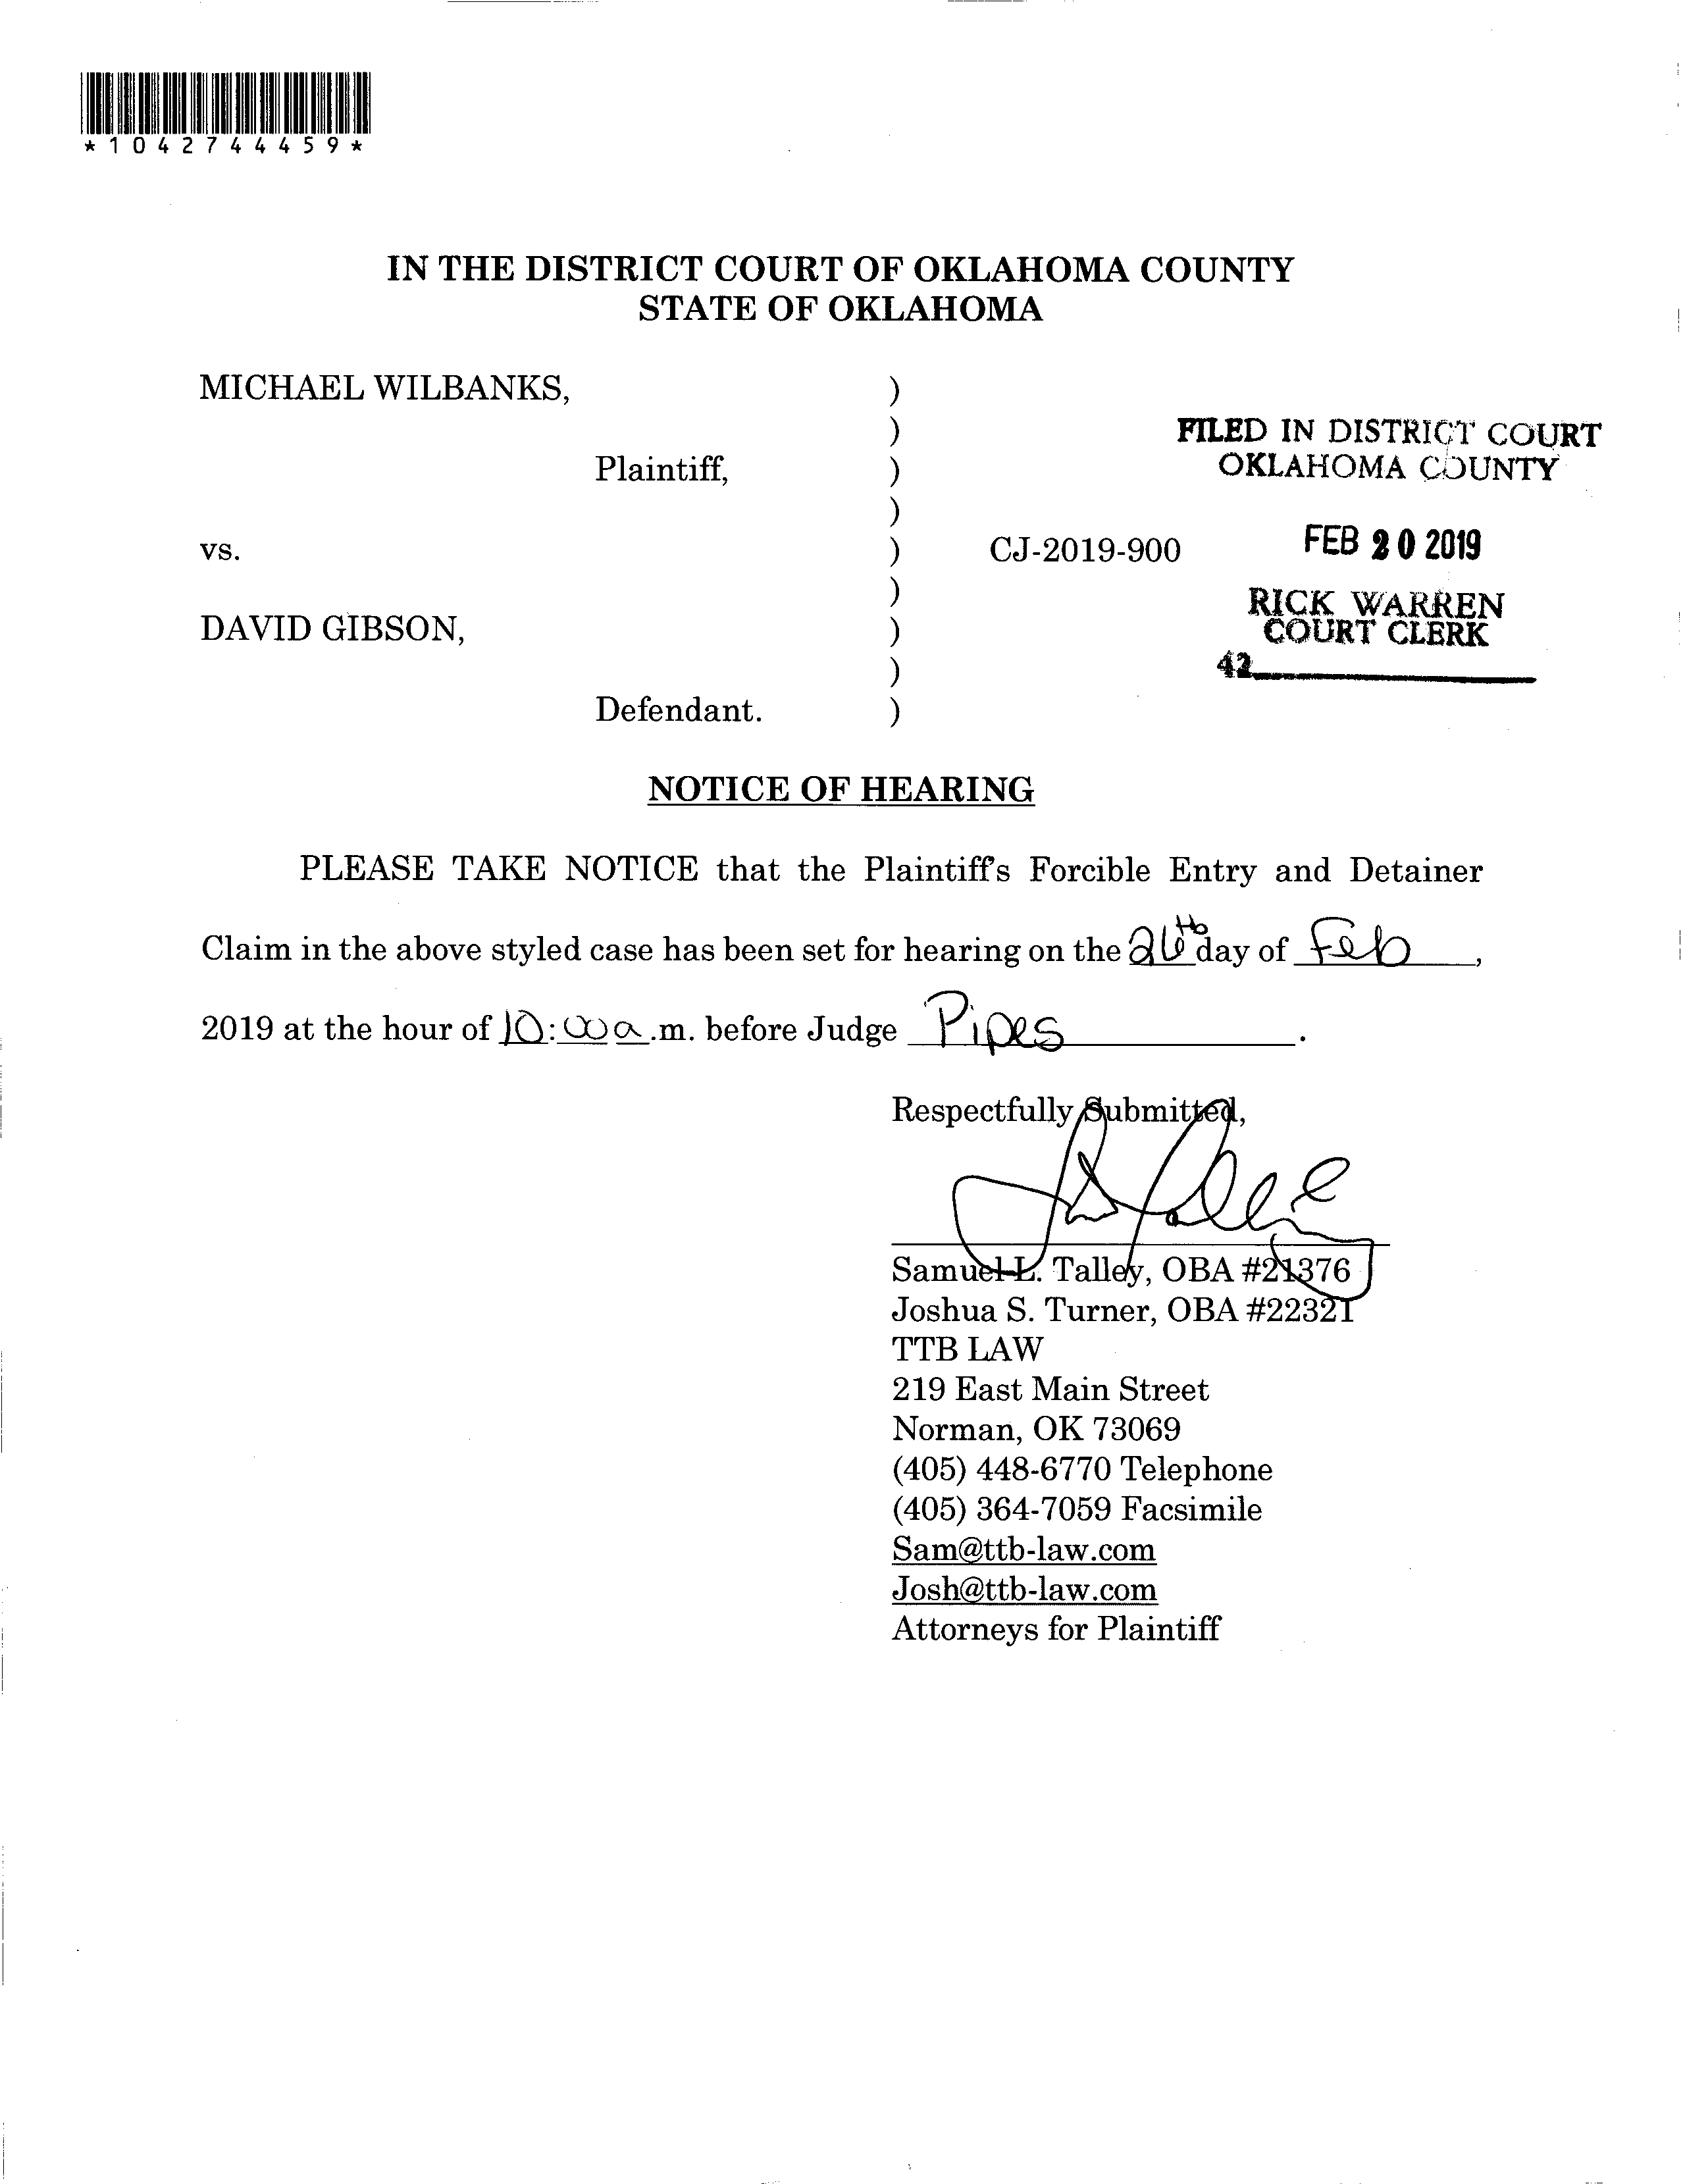 *1042744459*
IN THE DISTRICT COURT OF OKLAHOMA COUNTY
STATE OF OKLAHOMA
MICHAEL WILBANKS, )
)
Plaintiff, )
)
vs. ) CJ-2019-900
)
DAVID GIBSON, )
)
Defendant. )
FILED IN DISTRICT COURT
OKLAHOMA COUNTY
FEB 20 2019
RICK WARREN
COURT CLERK
42
NOTICE OF HEARING
PLEASE TAKE NOTICE that the Plaintiff's Forcible Entry and Detainer
Claim in the above styled case has been set for hearing on the 26th day of Feb,
2019 at the hour of 10:00 a.m. before Judge Pipes.
Respectfully Submitted,
Samuel L. Talley, OBA #21376
Joshua S. Turner, OBA #22321
TTB LAW
219 East Main Street
Norman, OK 73069
(405) 448-6770 Telephone
(405) 364-7059 Facsimile
Sam@ttb-law.com
Josh@ttb-law.com
Attorneys for Plaintiff